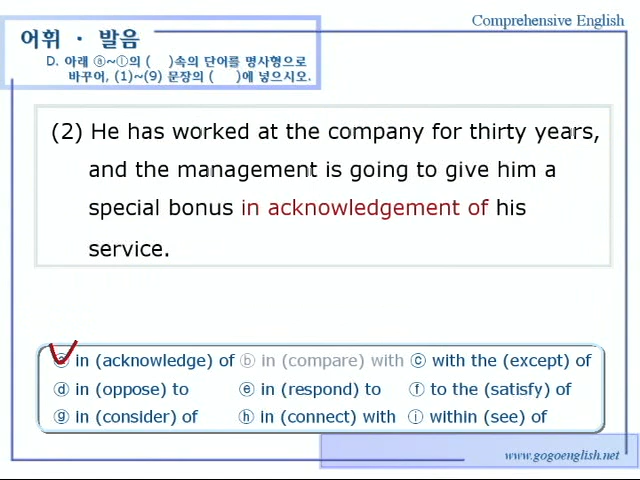 Comprehensive English
어휘 · 발음
D. 아래 ⓐ~ⓘ의 ( )속의 단어를 명사형으로
바꾸어, (1)~(9) 문장의 ( )에 넣으시오.
(2) He has worked at the company for thirty years,
and the management is going to give him a
special bonus in acknowledgement of his
service.
ⓐ in (acknowledge) of ⓑ in (compare) with ⓒ with the (except) of
ⓓ in (oppose) to ⓔ in (respond) to ⓕ to the (satisfy) of
ⓖ in (consider) of ⓗ in (connect) with ⓘ within (see) of
www.gogoenglish.net